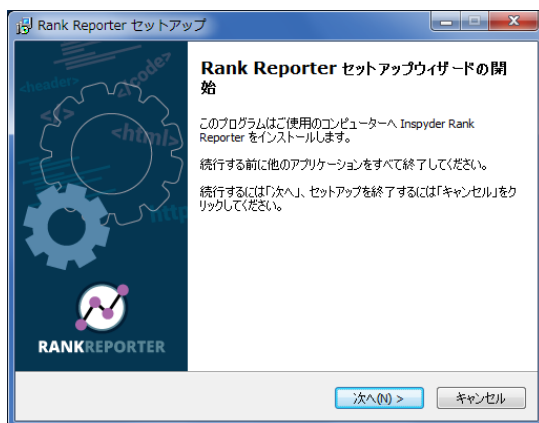 Rank Reporter セットアップ
Rank Reporter セットアップウィザードの開
始
このプログラムはご使用のコンピューターへ Inspyder Rank
Reporter をインストールします。
続行する前に他のアプリケーションをすべて終了してください。
続行するには「次へ」、セットアップを終了するには「キャンセル」をク
リックしてください。
<header>
<code>
</>
<html>
http
RANKREPORTER
次へ(N) >
キャンセル